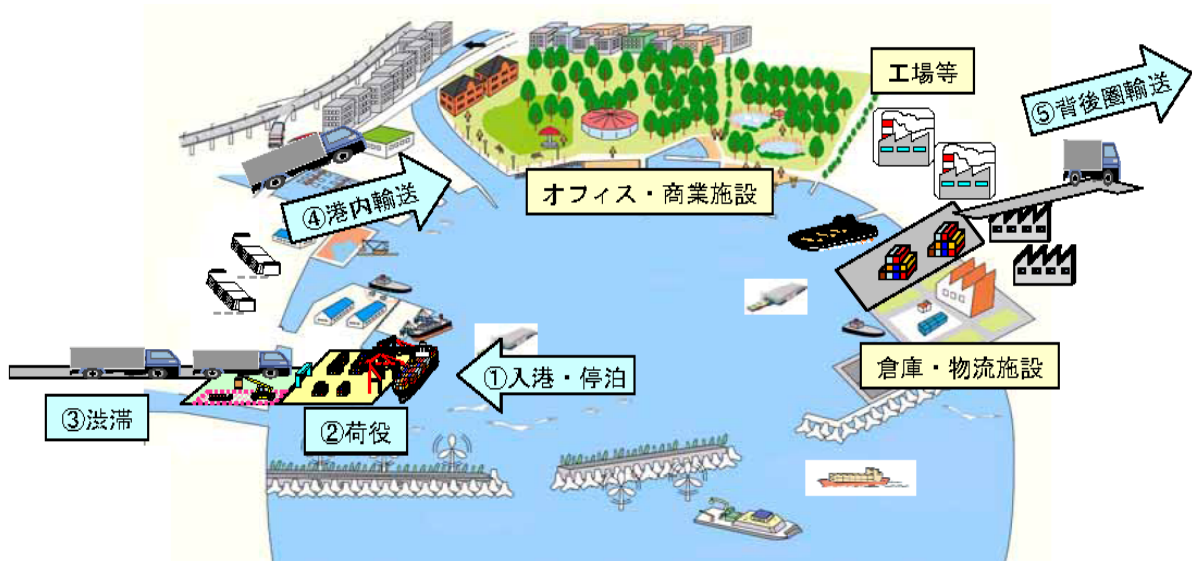 工場等
⑤背後圏輸送
オフィス・商業施設
④港内輸送
①入港・停泊
倉庫・物流施設
③渋滞
②荷役